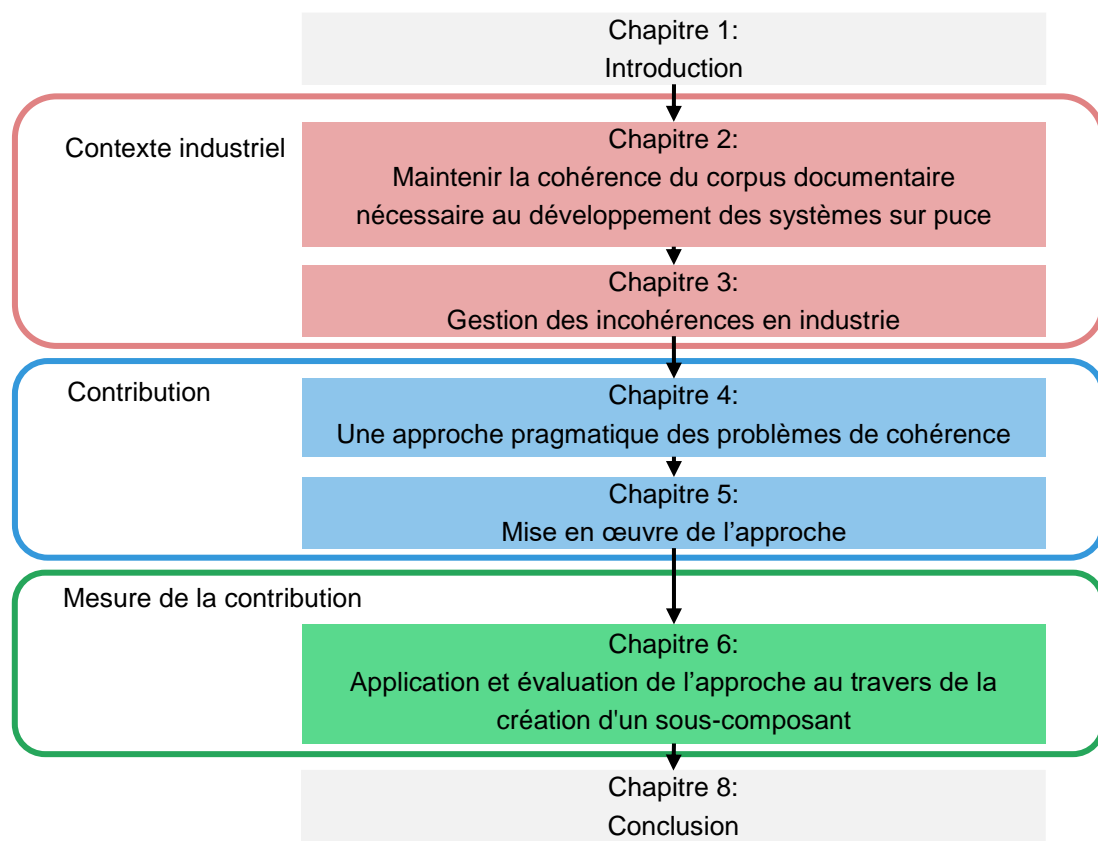 Chapitre 1:
Introduction
Contexte industriel
Chapitre 2:
Maintenir la cohérence du corpus documentaire
nécessaire au développement des systèmes sur puce
Chapitre 3:
Gestion des incohérences en industrie
Contribution
Chapitre 4:
Une approche pragmatique des problèmes de cohérence
Chapitre 5:
Mise en œuvre de l’approche
Mesure de la contribution
Chapitre 6:
Application et évaluation de l’approche au travers de la
création d'un sous-composant
Chapitre 8:
Conclusion